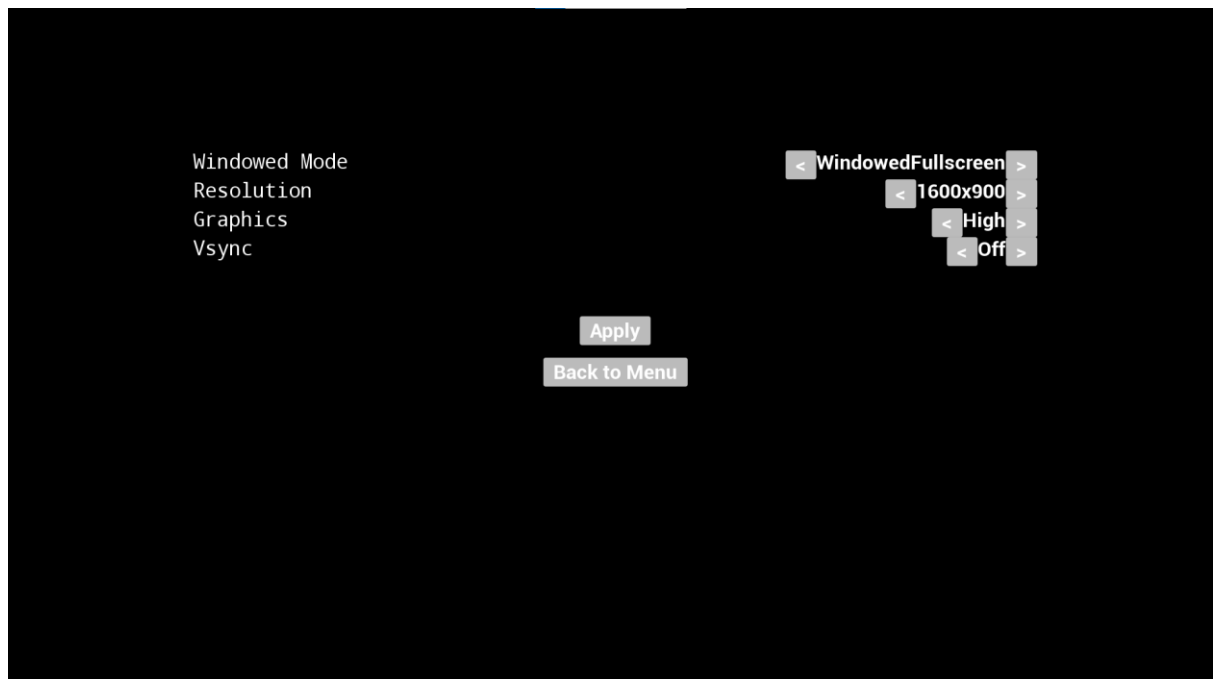 Windowed Mode < WindowedFullscreen >
Resolution < 1600x900 >
Graphics < High >
Vsync < Off >
Apply
Back to Menu